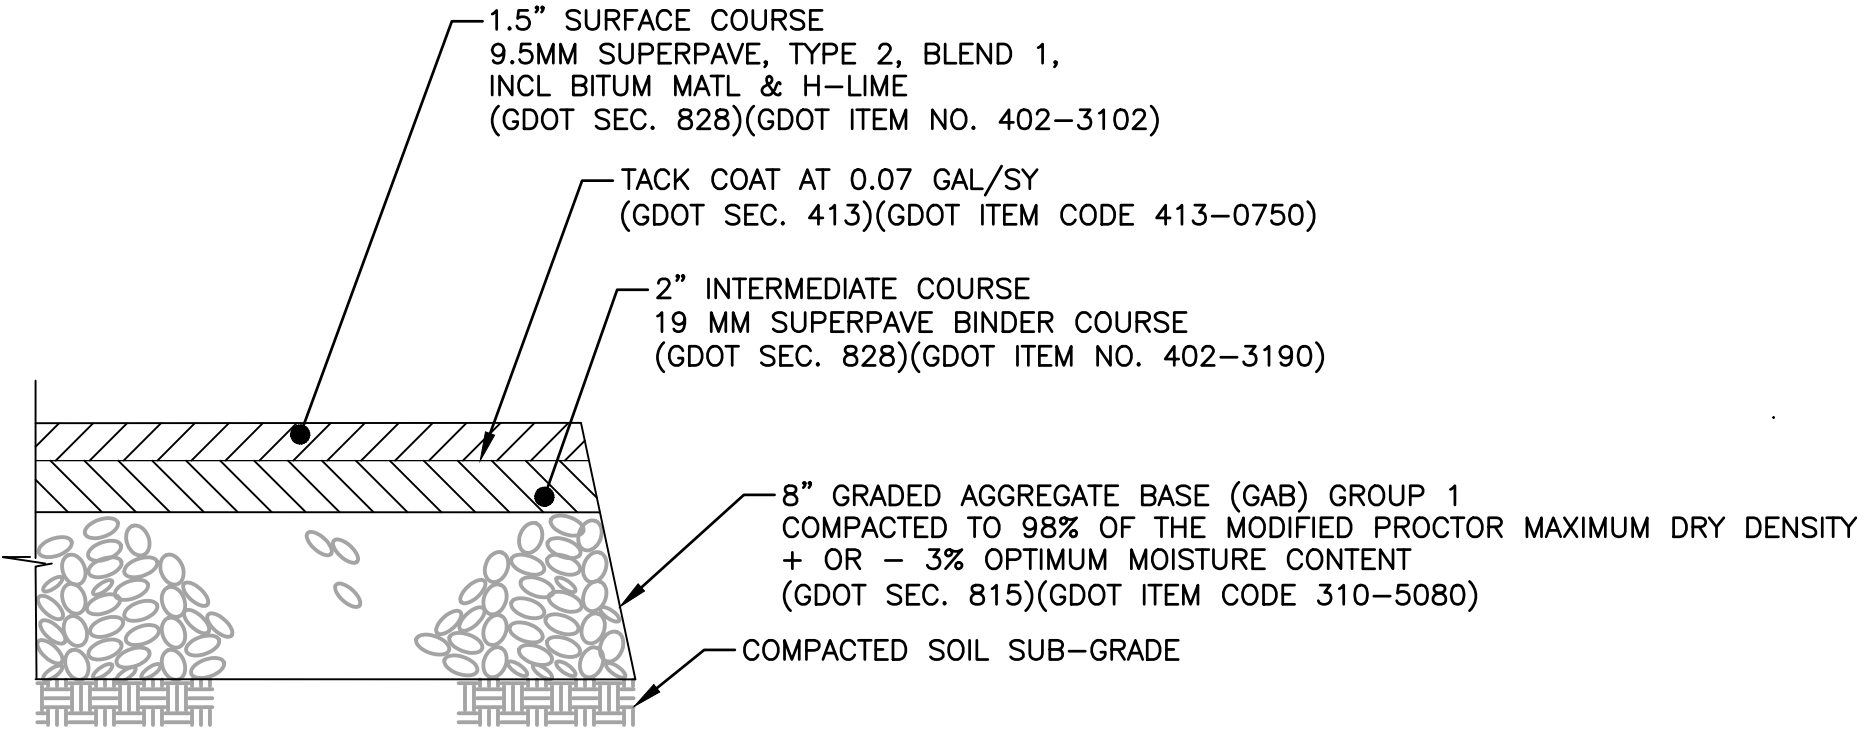 1.5” SURFACE COURSE
9.5MM SUPERPAVE, TYPE 2, BLEND 1,
INCL BITUM MATL & H-LIME
(GDOT SEC. 828)(GDOT ITEM NO. 402-3102)
TACK COAT AT 0.07 GAL/SY
(GDOT SEC. 413)(GDOT ITEM CODE 413-0750)
2” INTERMEDIATE COURSE
19 MM SUPERPAVE BINDER COURSE
(GDOT SEC. 828)(GDOT ITEM NO. 402-3190)
8” GRADED AGGREGATE BASE (GAB) GROUP 1
COMPACTED TO 98% OF THE MODIFIED PROCTOR MAXIMUM DRY DENSITY
+ OR - 3% OPTIMUM MOISTURE CONTENT
(GDOT SEC. 815)(GDOT ITEM CODE 310-5080)
COMPACTED SOIL SUB-GRADE